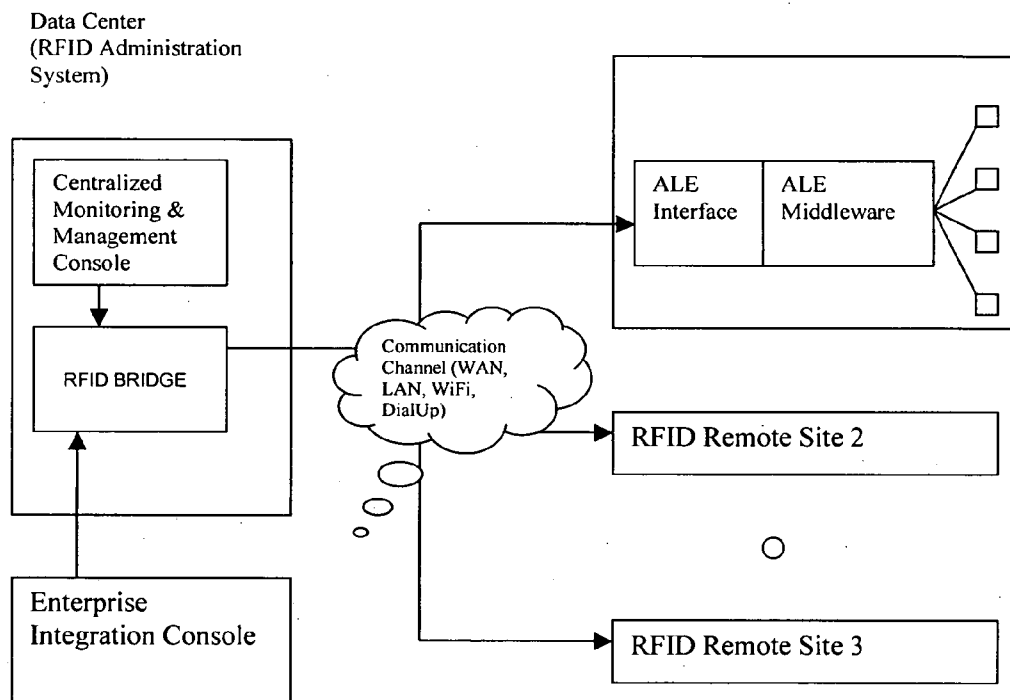 Data Center
(RFID Administration
System)
Centralized
Monitoring &
Management
Console
RFID BRIDGE
Enterprise
Integration Console
Communication
Channel (WAN,
LAN, WiFi,
DialUp)
ALE
Interface
ALE
Middleware
RFID Remote Site 2
RFID Remote Site 3